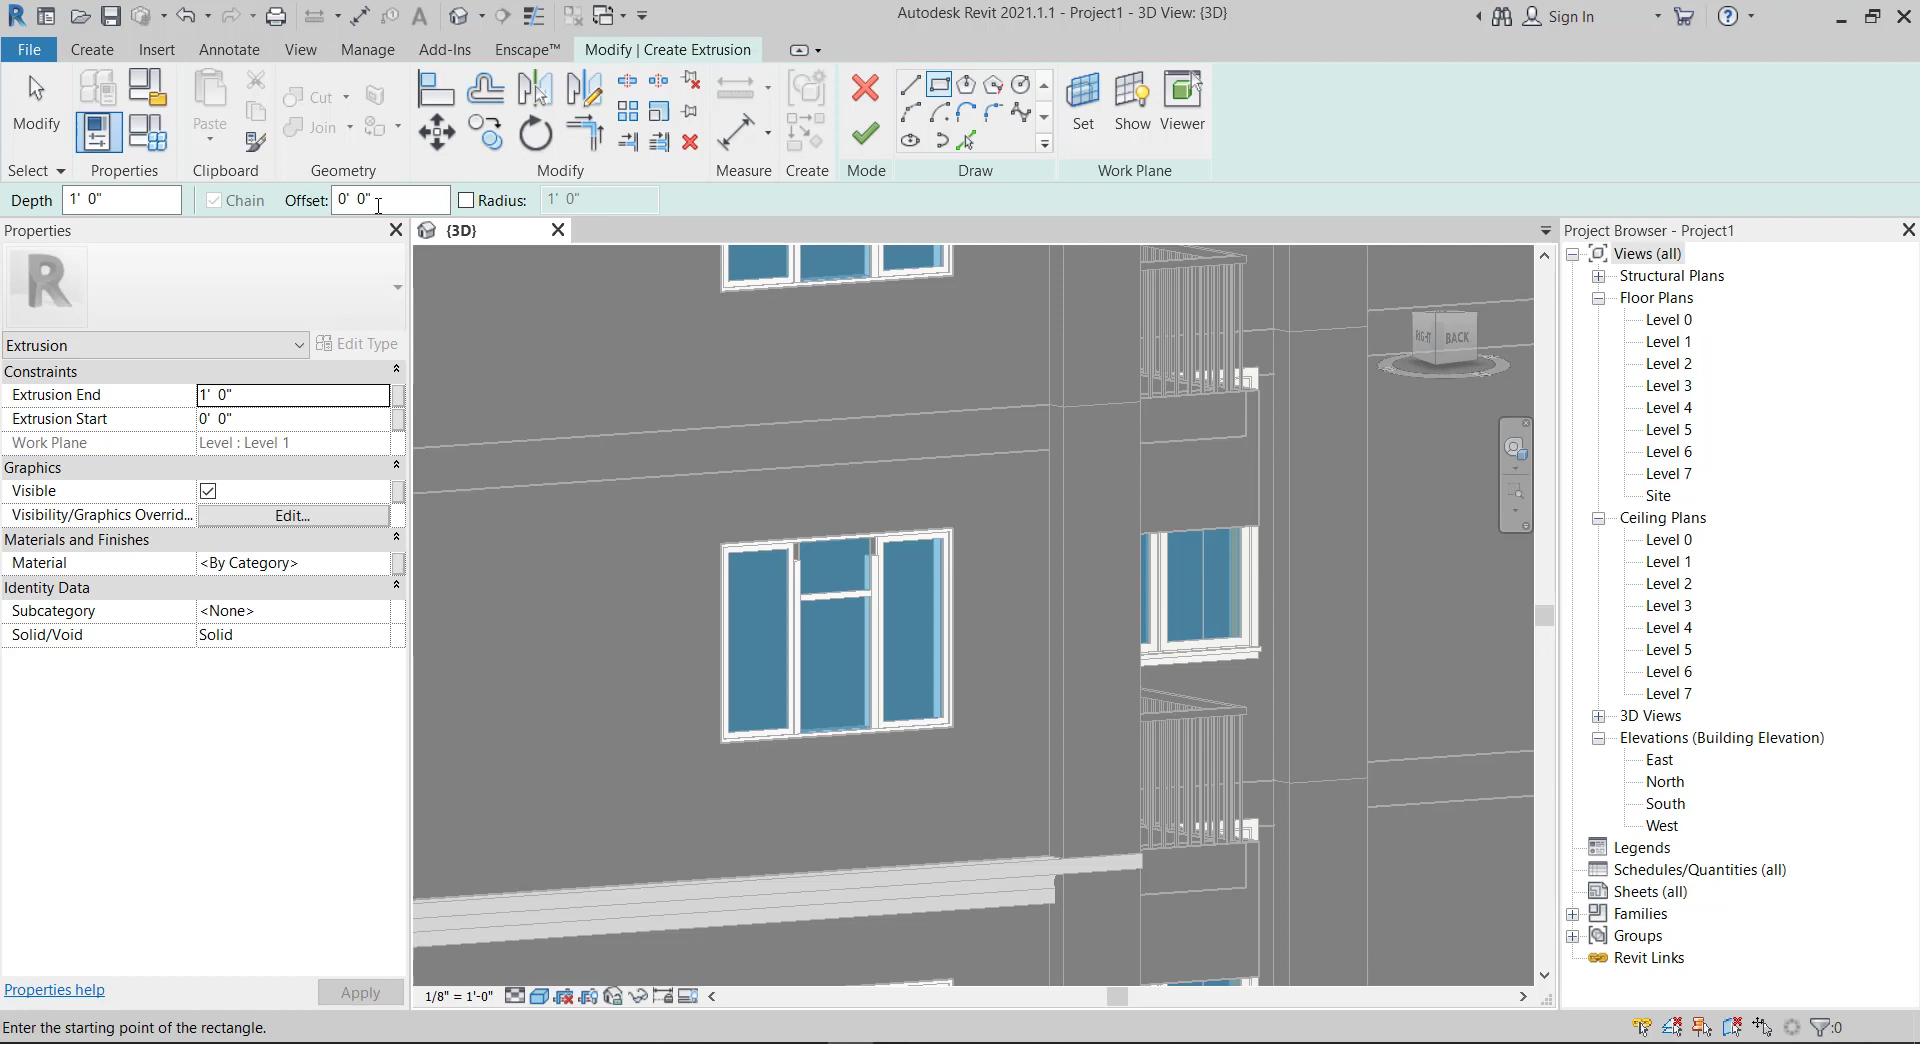 Autodesk Revit 2021.1.1 - Project1 - 3D View: {3D}
Sign In
File Create Insert Annotate View Manage Add-Ins Enscape™ Modify | Create Extrusion
Modify
Paste
Cut
Join
Set
Show
Viewer
Select
Properties
Clipboard
Geometry
Modify
Measure
Create
Mode
Draw
Work Plane
Depth 1' 0" Chain Offset: 0' 0" Radius: 1' 0"
Properties
R
Extrusion
Edit Type
Constraints
Extrusion End 1' 0"
Extrusion Start 0' 0"
Work Plane Level : Level 1
Graphics
Visible
Visibility/Graphics Overrid... Edit...
Materials and Finishes
Material <By Category>
Identity Data
Subcategory <None>
Solid/Void Solid
Properties help
Apply
{3D}
RIGHT BACK
1/8" = 1'-0"
Project Browser - Project1
Views (all)
Structural Plans
Floor Plans
Level 0
Level 1
Level 2
Level 3
Level 4
Level 5
Level 6
Level 7
Site
Ceiling Plans
Level 0
Level 1
Level 2
Level 3
Level 4
Level 5
Level 6
Level 7
3D Views
Elevations (Building Elevation)
East
North
South
West
Legends
Schedules/Quantities (all)
Sheets (all)
Families
Groups
Revit Links
Enter the starting point of the rectangle.
:0